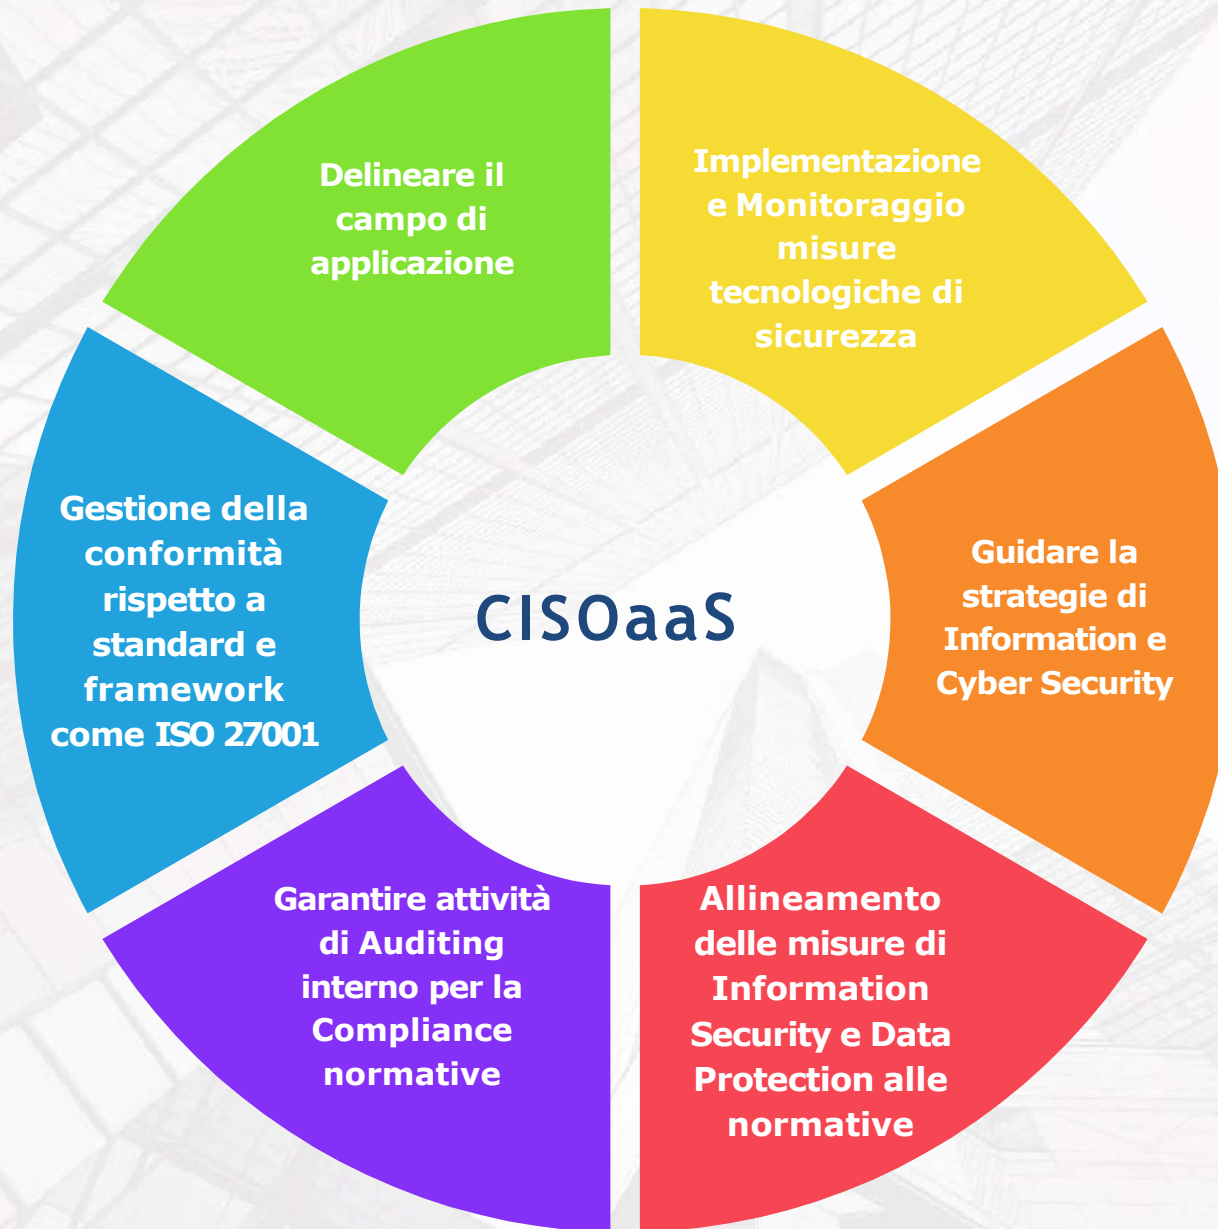 Delineare il
campo di
applicazione
Implementazione
e Monitoraggio
misure
tecnologiche di
sicurezza
Guidare la
strategie di
Information e
Cyber Security
Allineamento
delle misure di
Information
Security e Data
Protection alle
normative
Garantire attività
di Auditing
interno per la
Compliance
normative
Gestione della
conformità
rispetto a
standard e
framework
come ISO 27001
CISOaaS